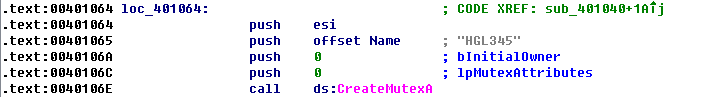 .text:00401064 loc_401064: ; CODE XREF: sub_401040+1A↑j
.text:00401064 push esi
.text:00401065 push offset Name ; "HGL345"
.text:0040106A push 0 ; bInitialOwner
.text:0040106C push 0 ; lpMutexAttributes
.text:0040106E call ds:CreateMutexA